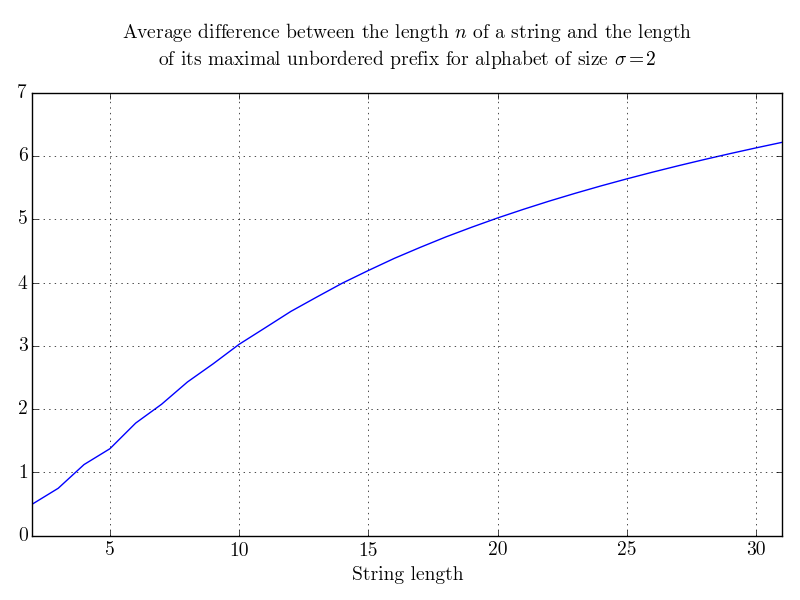 Average difference between the length n of a string and the length
of its maximal unbordered prefix for alphabet of size σ=2
7
6
5
4
3
2
1
0
5 10 15 20 25 30
String length